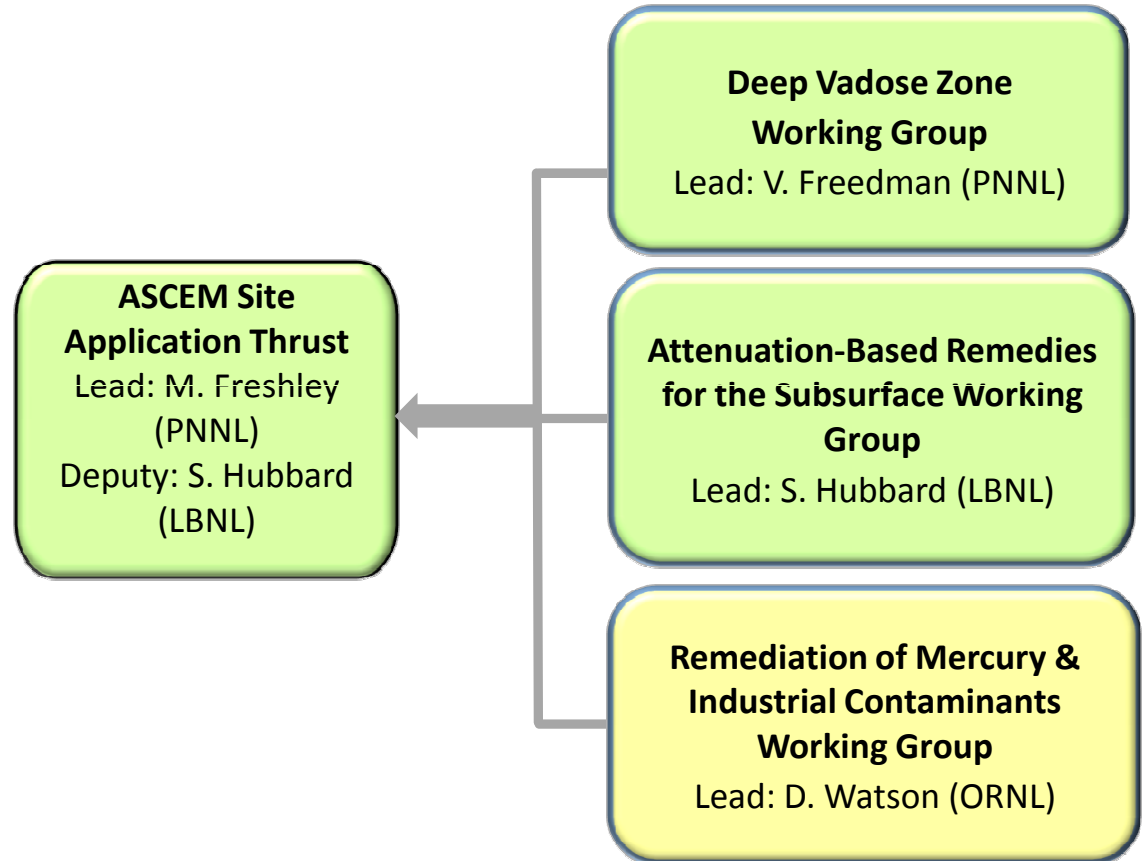 Deep Vadose Zone
Working Group
Lead: V. Freedman (PNNL)
ASCEM Site
Application Thrust
Lead: M. Freshley
(PNNL)
Deputy: S. Hubbard
(LBNL)
Attenuation-Based Remedies
for the Subsurface Working
Group
Lead: S. Hubbard (LBNL)
Remediation of Mercury &
Industrial Contaminants
Working Group
Lead: D. Watson (ORNL)